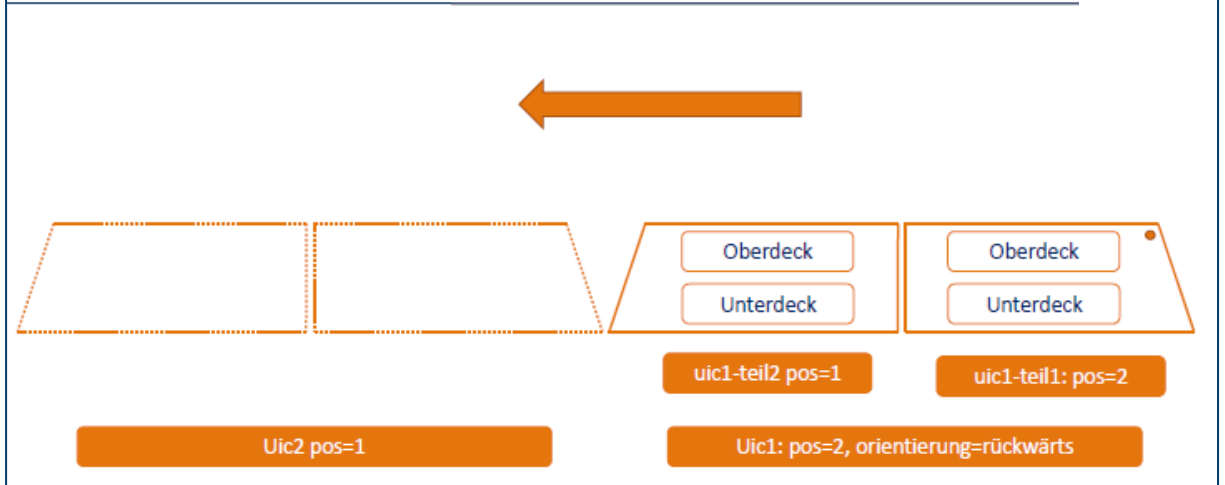 Oberdeck
Oberdeck
Unterdeck
Unterdeck
uic1-teil2 pos=1
uic1-teil1: pos=2
Uic2 pos=1
Uic1: pos=2, orientierung=rückwärts